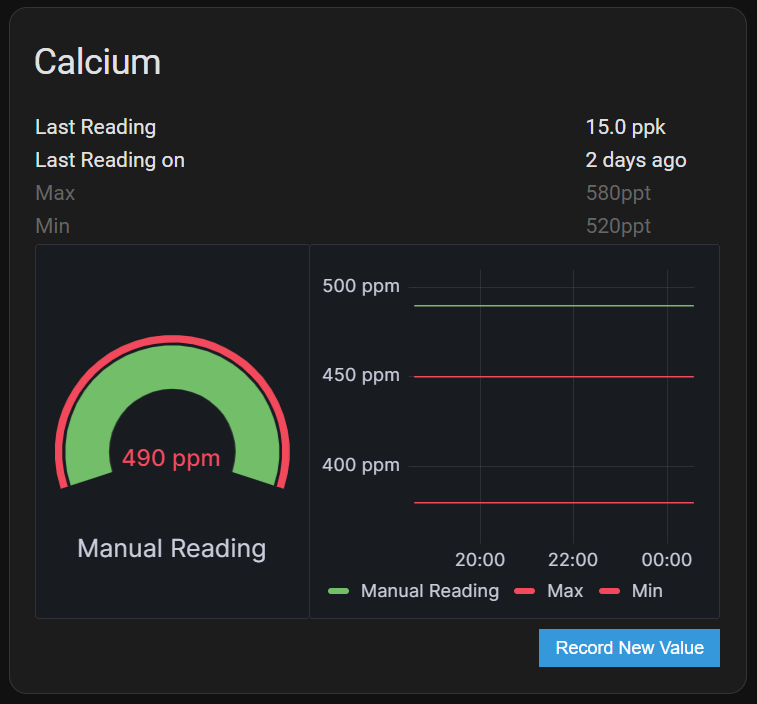 Calcium
Last Reading 15.0 ppk
Last Reading on 2 days ago
Max 580ppt
Min 520ppt
490 ppm
Manual Reading
500 ppm
450 ppm
400 ppm
20:00 22:00 00:00
Manual Reading Max Min
Record New Value